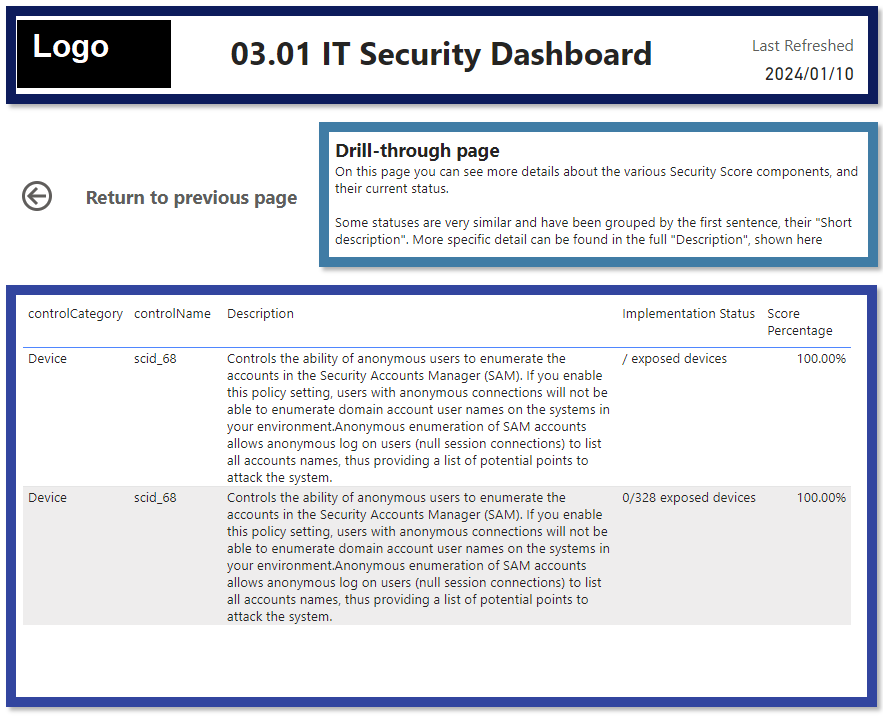 Logo
03.01 IT Security Dashboard
Last Refreshed
2024/01/10
Return to previous page
Drill-through page
On this page you can see more details about the various Security Score components, and
their current status.
Some statuses are very similar and have been grouped by the first sentence, their "Short
description". More specific detail can be found in the full "Description", shown here
controlCategory controlName Description Implementation Status Score
Percentage
Device scid_68 Controls the ability of anonymous users to enumerate the / exposed devices 100.00%
accounts in the Security Accounts Manager (SAM). If you enable
this policy setting, users with anonymous connections will not be
able to enumerate domain account user names on the systems in
your environment.Anonymous enumeration of SAM accounts
allows anonymous log on users (null session connections) to list
all accounts names, thus providing a list of potential points to
attack the system.
Device scid_68 Controls the ability of anonymous users to enumerate the 0/328 exposed devices 100.00%
accounts in the Security Accounts Manager (SAM). If you enable
this policy setting, users with anonymous connections will not be
able to enumerate domain account user names on the systems in
your environment.Anonymous enumeration of SAM accounts
allows anonymous log on users (null session connections) to list
all accounts names, thus providing a list of potential points to
attack the system.